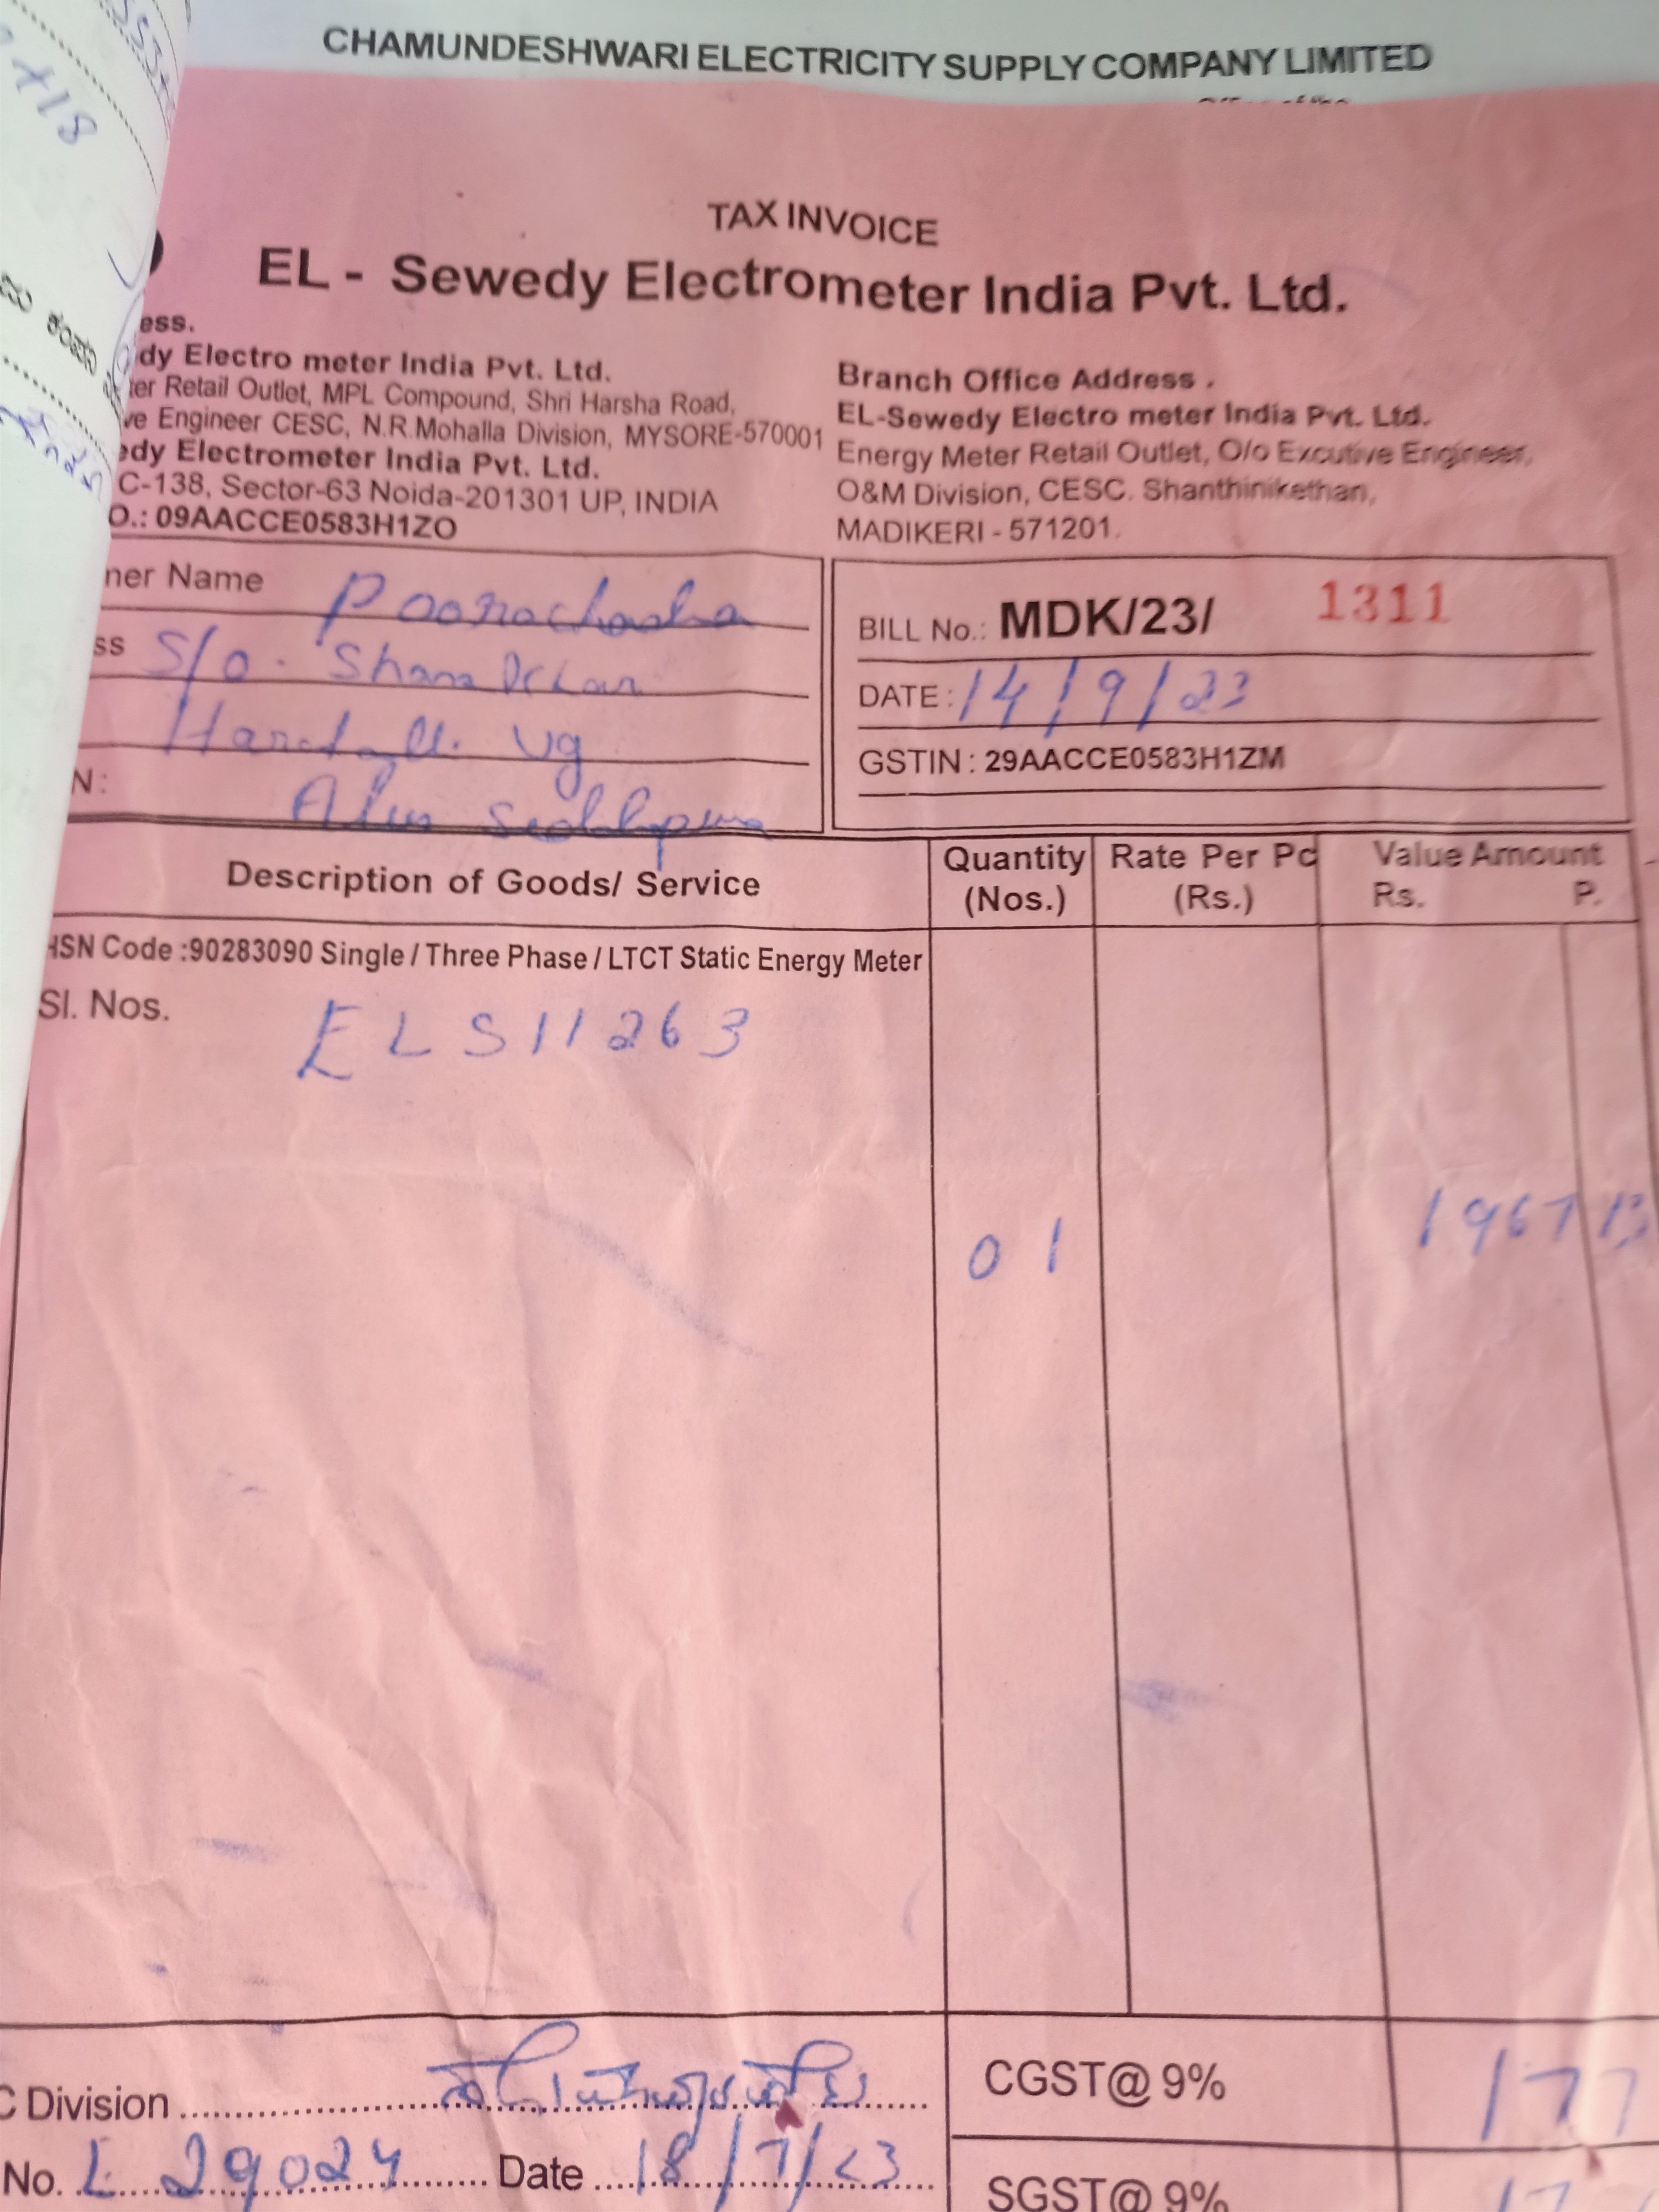 CHAMUNDESHWARI ELECTRICITY SUPPLY COMPANY LIMITED
TAX INVOICE
EL - Sewedy Electrometer India Pvt. Ltd.
ess.
dy Electro meter India Pvt. Ltd.
er Retail Outlet, MPL Compound, Shri Harsha Road,
ve Engineer CESC, N.R.Mohalla Division, MYSORE-570001
edy Electrometer India Pvt. Ltd.
C-138, Sector-63 Noida-201301 UP, INDIA
O.: 09AACCE0583H1ZO
Branch Office Address .
EL-Sewedy Electro meter India Pvt. Ltd.
Energy Meter Retail Outlet, O/o Excutive Engineer,
O&M Division, CESC. Shanthinikethan,
MADIKERI - 571201.
ner Name
ss S/o.
N:
BILL No.: MDK/23/ 1311
DATE : 14/9/23
GSTIN : 29AACCE0583H1ZM
Description of Goods/ Service
Quantity (Nos.)
Rate Per Pc (Rs.)
Value Amount Rs. P.
HSN Code :90283090 Single / Three Phase / LTCT Static Energy Meter
Sl. Nos. ELS11263
01 1967
C Division
No. L 29024 Date 18/7/23
CGST@ 9% 177
SGST@ 9%